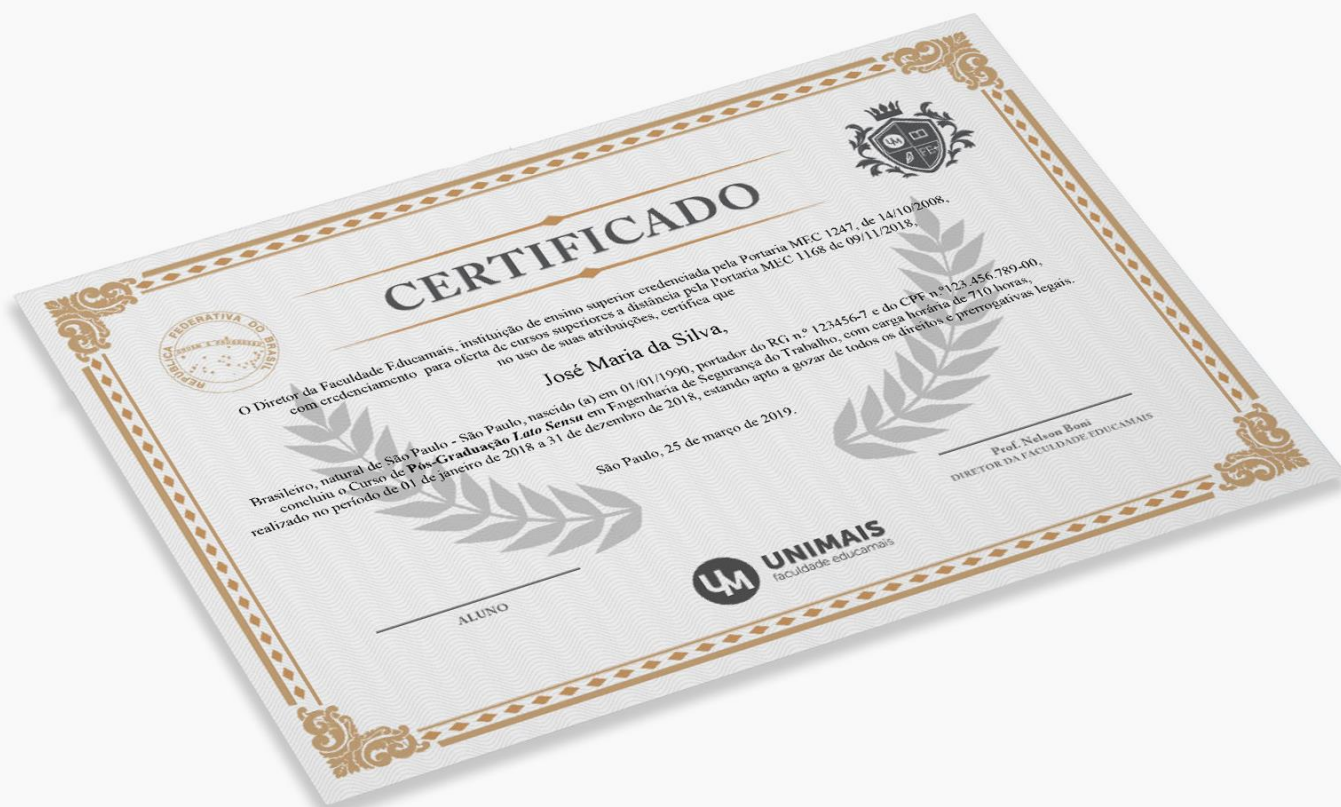 CERTIFICADO
UM
FE+
REPÚBLICA FEDERATIVA DO BRASIL
O Diretor da Faculdade Educamais, instituição de ensino superior credenciada pela Portaria MEC 1247, de 14/10/2008,
com credenciamento para oferta de cursos superiores a distância pela Portaria MEC 1168 de 09/11/2018,
no uso de suas atribuições, certifica que
José Maria da Silva,
Brasileiro, natural de São Paulo - São Paulo, nascido (a) em 01/01/1990, portador do RG n.º 123456-7 e do CPF n.º123.456.789-00,
concluiu o Curso de Pós-Graduação Lato Sensu em Engenharia de Segurança do Trabalho, com carga horária de 710 horas,
realizado no período de 01 de janeiro de 2018 a 31 de dezembro de 2018, estando apto a gozar de todos os direitos e prerrogativas legais.
São Paulo, 25 de março de 2019.
Prof. Nelson Boni
DIRETOR DA FACULDADE EDUCAMAIS
ALUNO
UM UNIMAIS
faculdade educamais